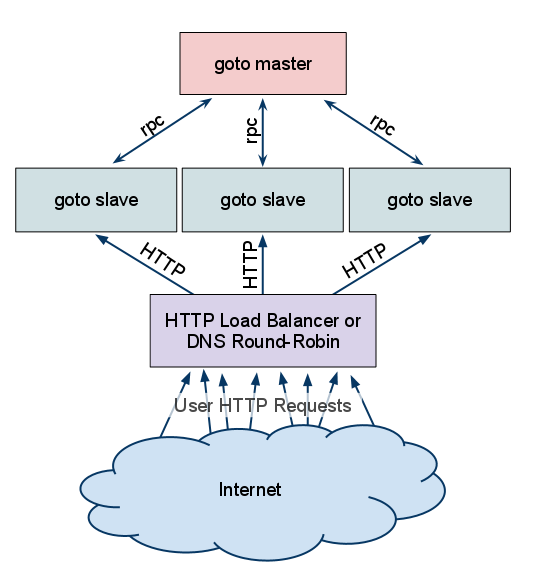 goto master
rpc
rpc
rpc
goto slave
goto slave
goto slave
HTTP
HTTP
HTTP
HTTP Load Balancer or
DNS Round-Robin
User HTTP Requests
Internet